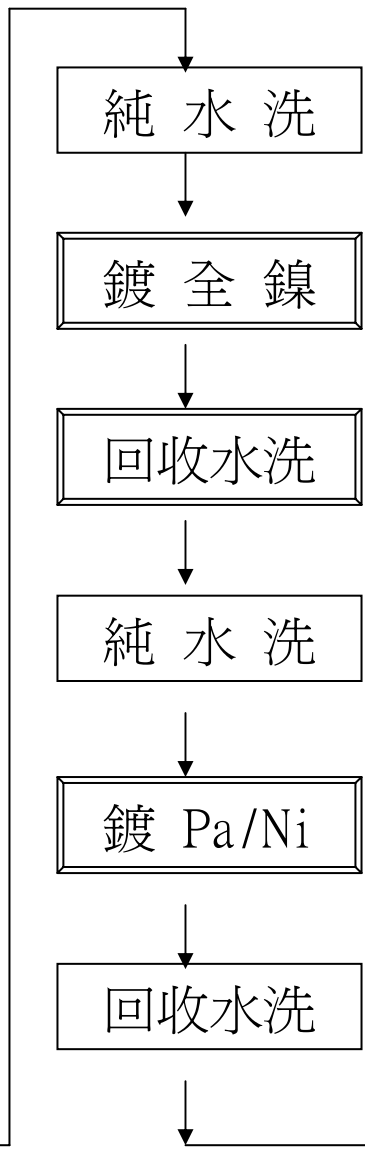 純 水 洗
鍍 全 鎳
回收水洗
純 水 洗
鍍 Pa/Ni
回收水洗